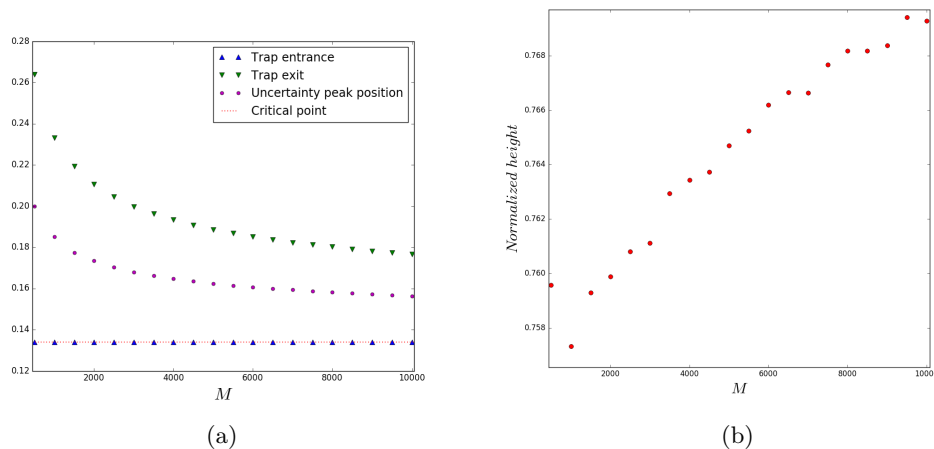 0.28
0.26
0.24
0.22
0.20
0.18
0.16
0.14
0.12
2000
4000
6000
8000
10000
M
Trap entrance
Trap exit
Uncertainty peak position
Critical point
(a)
0.768
0.766
0.764
0.762
0.760
0.758
Normalized height
2000
4000
6000
8000
1000
M
(b)